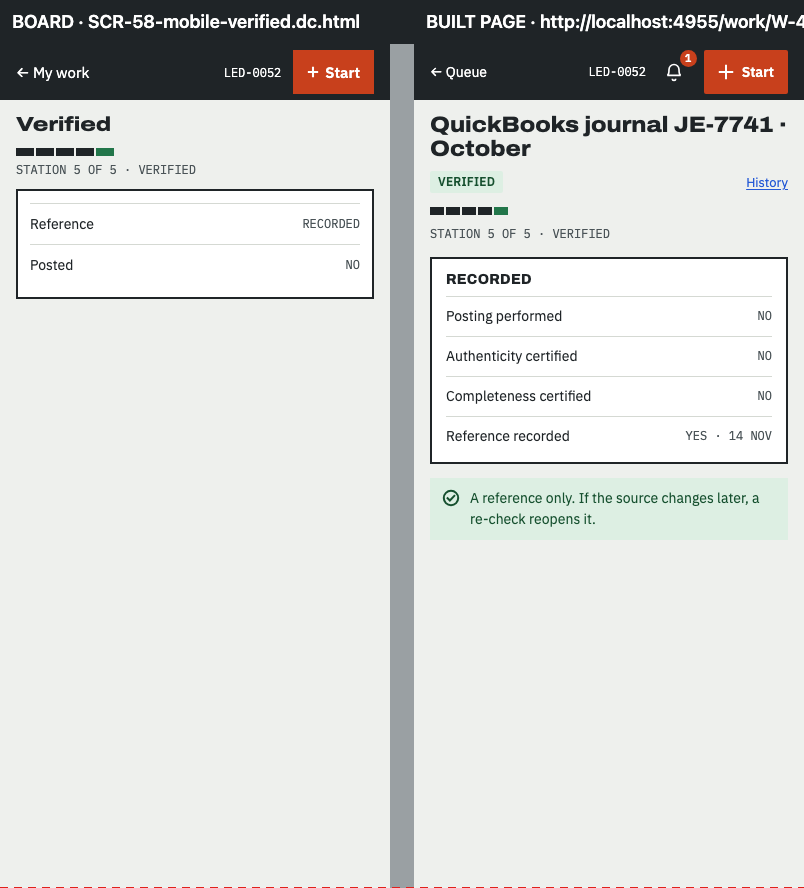 BOARD · SCR-58-mobile-verified.dc.html
← My work
LED-0052
+ Start
Verified
STATION 5 OF 5 · VERIFIED
Reference
RECORDED
Posted
NO
BUILT PAGE · http://localhost:4955/work/W-4
← Queue
LED-0052
1
+ Start
QuickBooks journal JE-7741 ·
October
VERIFIED
History
STATION 5 OF 5 · VERIFIED
RECORDED
Posting performed
NO
Authenticity certified
NO
Completeness certified
NO
Reference recorded
YES · 14 NOV
A reference only. If the source changes later, a
re-check reopens it.